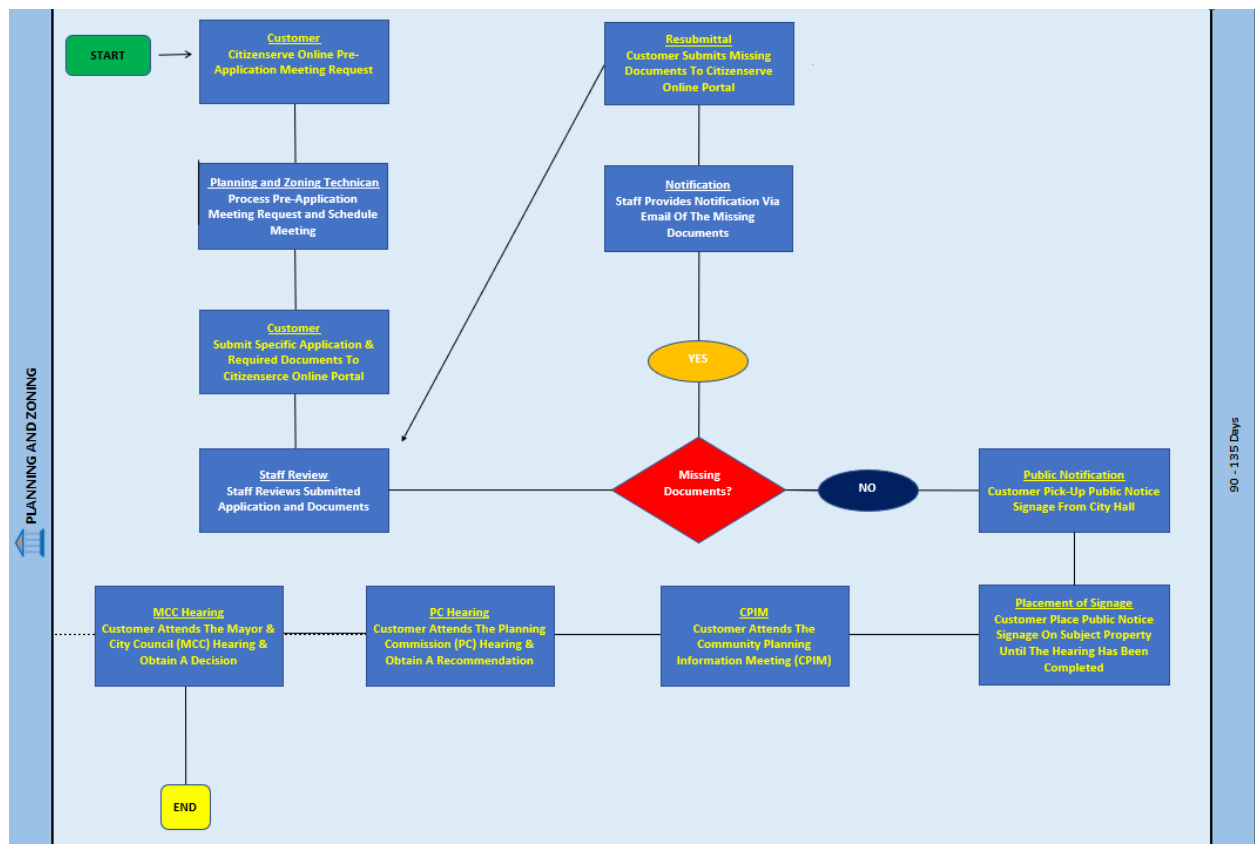 START
Customer
Citizenserve Online Pre-
Application Meeting Request
Planning and Zoning Technican
Process Pre-Application
Meeting Request and Schedule
Meeting
Customer
Submit Specific Application &
Required Documents To
Citizenserce Online Portal
Staff Review
Staff Reviews Submitted
Application and Documents
Missing
Documents?
YES
Notification
Staff Provides Notification Via
Email Of The Missing
Documents
Resubmittal
Customer Submits Missing
Documents To Citizenserve
Online Portal
NO
Public Notification
Customer Pick-Up Public Notice
Signage From City Hall
Placement of Signage
Customer Place Public Notice
Signage On Subject Property
Until The Hearing Has Been
Completed
CPIM
Customer Attends The
Community Planning
Information Meeting (CPIM)
PC Hearing
Customer Attends The Planning
Commission (PC) Hearing &
Obtain A Recommendation
MCC Hearing
Customer Attends The Mayor &
City Council (MCC) Hearing &
Obtain A Decision
END
PLANNING AND ZONING
90 - 135 Days